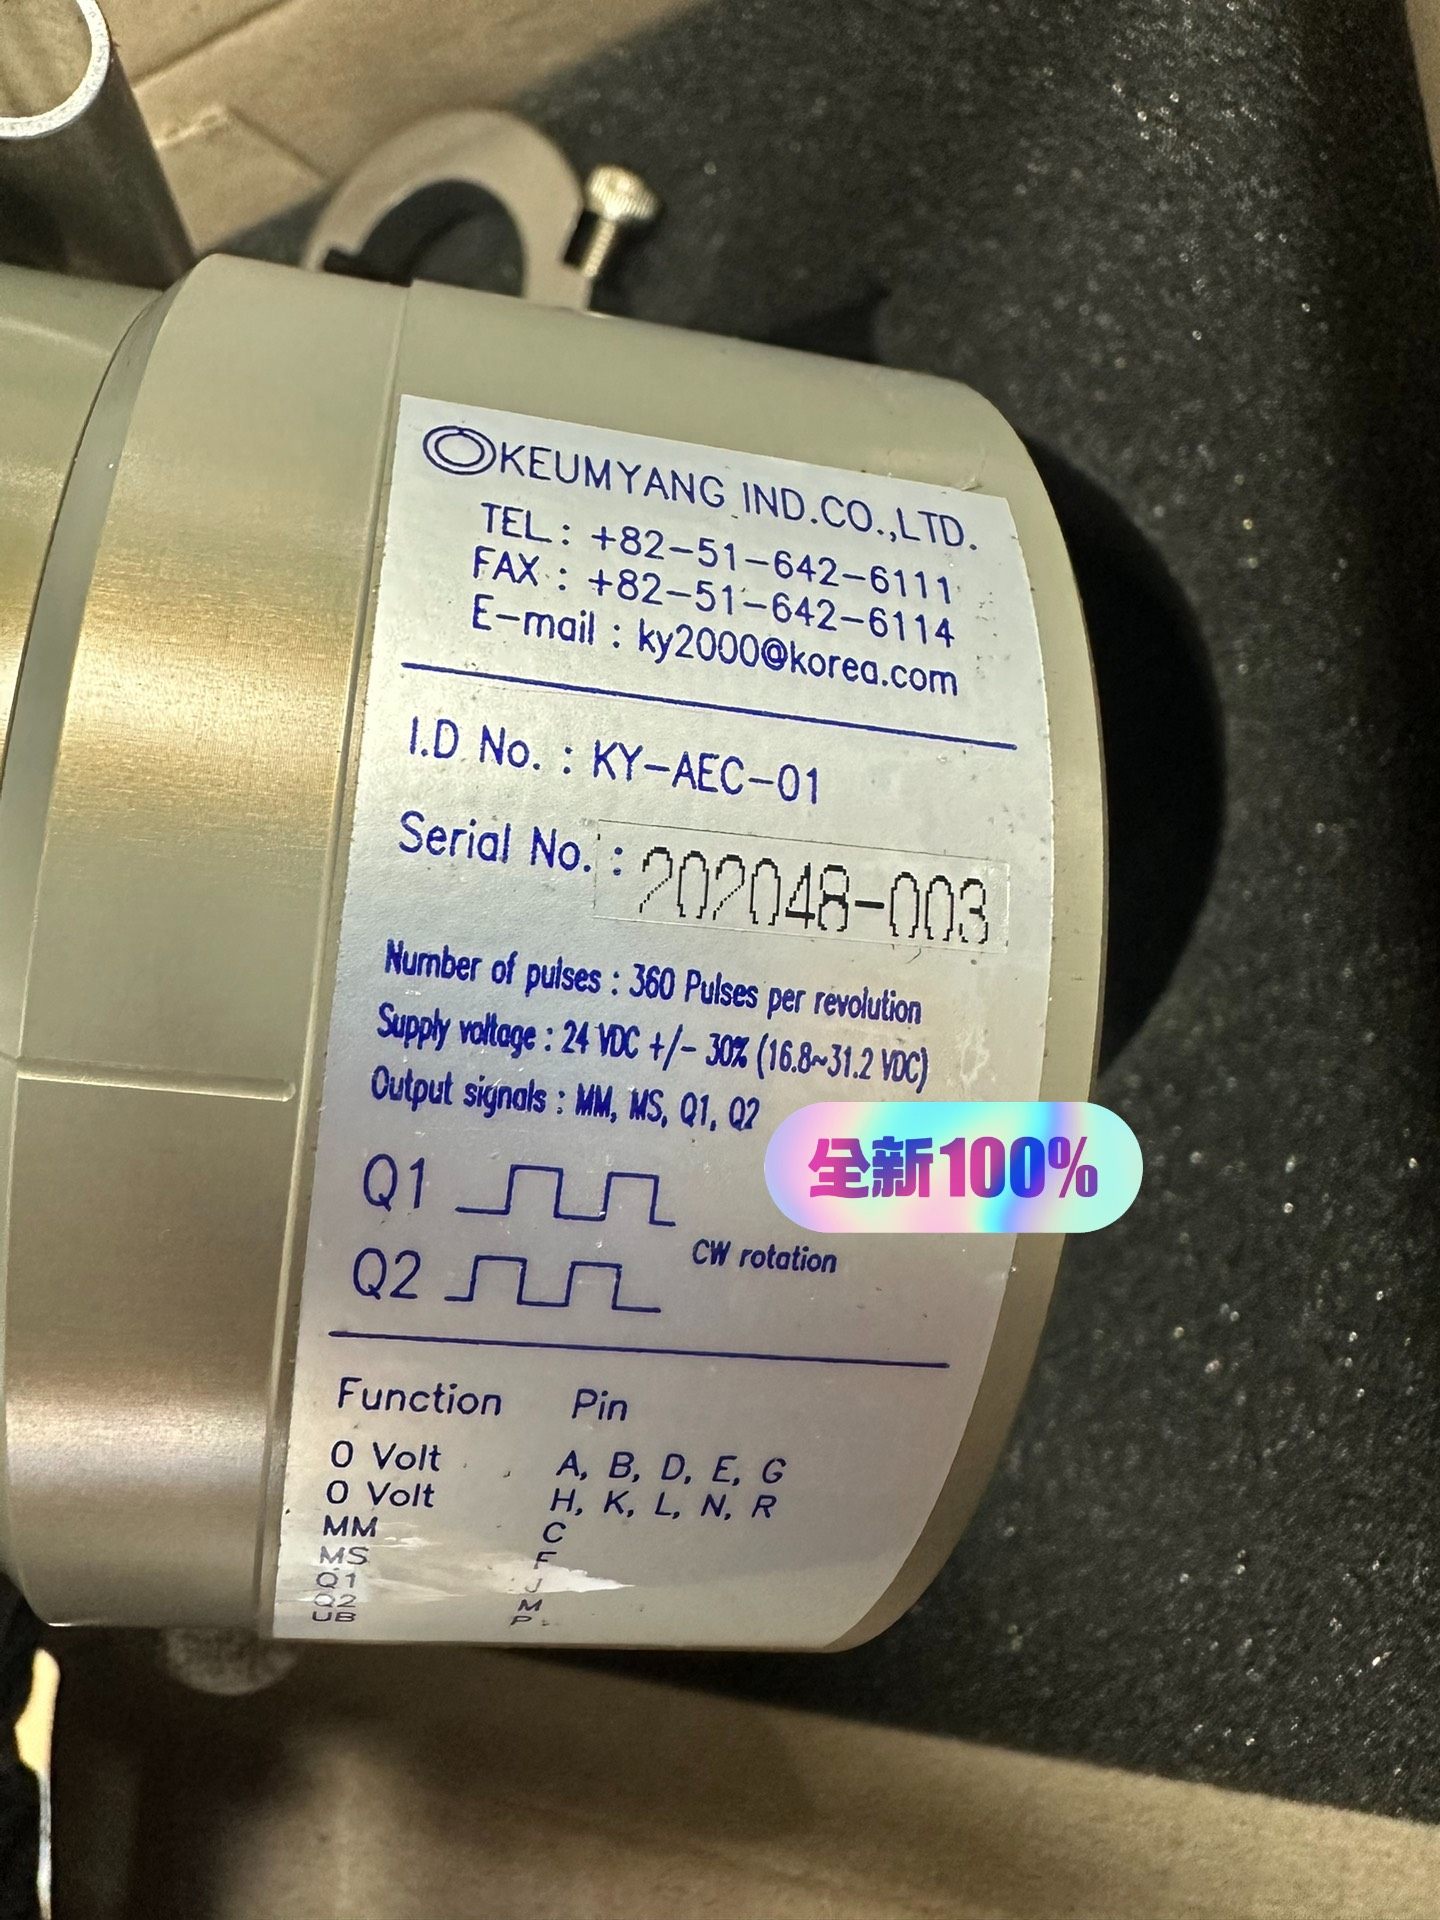 KEUMYANG IND.CO.,LTD.
TEL : +82-51-642-6111
FAX : +82-51-642-6114
E-mail : ky2000@korea.com
I.D No. : KY-AEC-01
Serial No. : 202048-003
Number of pulses : 360 Pulses per revolution
Supply voltage : 24 VDC +/- 30% (16.8~31.2 VDC)
Output signals : MM, MS, Q1, Q2
全新100%
Q1
CW rotation
Q2
Function Pin
0 Volt A, B, D, E, G
0 Volt H, K, L, N, R
MM C
MS F
Q1 J
Q2 M
UB P